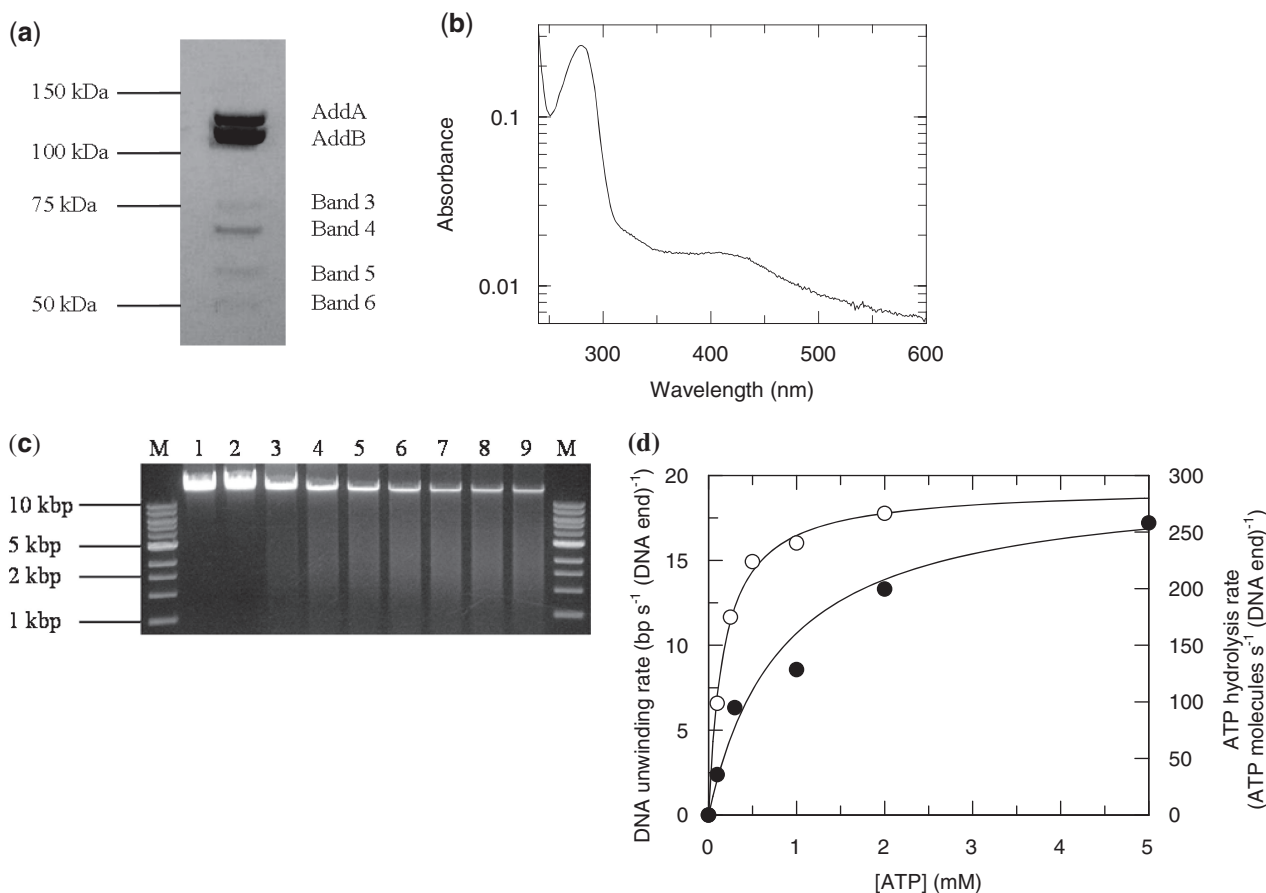 (a)
150 kDa
100 kDa
75 kDa
50 kDa
AddA
AddB
Band 3
Band 4
Band 5
Band 6
(b)
Absorbance
0.1
0.01
300 400 500 600
Wavelength (nm)
(c)
M 1 2 3 4 5 6 7 8 9 M
10 kbp
5 kbp
2 kbp
1 kbp
(d)
DNA unwinding rate (bp s-1 (DNA end)-1)
20
15
10
5
0
300
250
200
150
100
50
0
ATP hydrolysis rate
(ATP molecules s-1 (DNA end)-1)
0 1 2 3 4 5
[ATP] (mM)